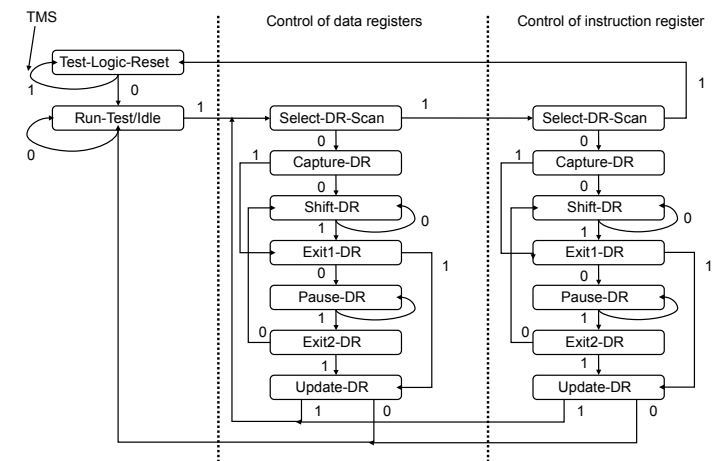 TMS
Control of data registers
Control of instruction register
Test-Logic-Reset
1
0
Run-Test/Idle
1
0
Select-DR-Scan
1
0
1
Capture-DR
0
Shift-DR
0
1
Exit1-DR
1
0
Pause-DR
1
0
Exit2-DR
1
Update-DR
1
0
Select-DR-Scan
1
0
1
Capture-DR
0
Shift-DR
0
1
Exit1-DR
1
0
Pause-DR
1
0
Exit2-DR
1
Update-DR
1
0